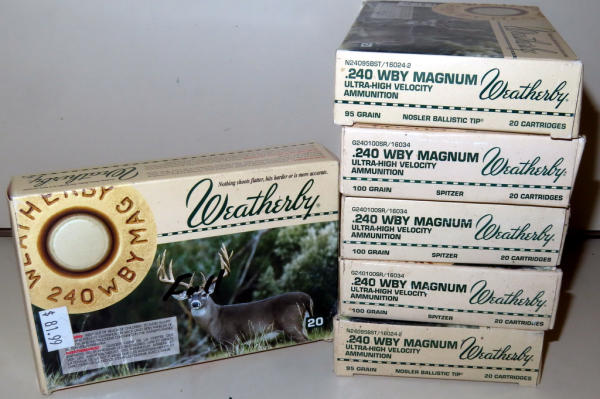 Weatherby
Nothing shoots flatter, hits harder or is more accurate.
Weatherby®
WEATHERBY
240 WBY MAG
20
$ 81.99
N24095BST/16024-2
.240 WBY MAGNUM
ULTRA-HIGH VELOCITY
AMMUNITION
Weatherby®
95 GRAIN NOSLER BALLISTIC TIP® 20 CARTRIDGES
G240100SR/16034
.240 WBY MAGNUM
ULTRA-HIGH VELOCITY
AMMUNITION
Weatherby®
100 GRAIN SPITZER 20 CARTRIDGES
G240100SR/16034
.240 WBY MAGNUM
ULTRA-HIGH VELOCITY
AMMUNITION
Weatherby®
100 GRAIN SPITZER 20 CARTRIDGES
G240100SR/16034
.240 WBY MAGNUM
ULTRA-HIGH VELOCITY
AMMUNITION
Weatherby®
100 GRAIN SPITZER 20 CARTRIDGES
N24095BST/16024-2
.240 WBY MAGNUM
ULTRA-HIGH VELOCITY
AMMUNITION
Weatherby®
95 GRAIN NOSLER BALLISTIC TIP® 20 CARTRIDGES